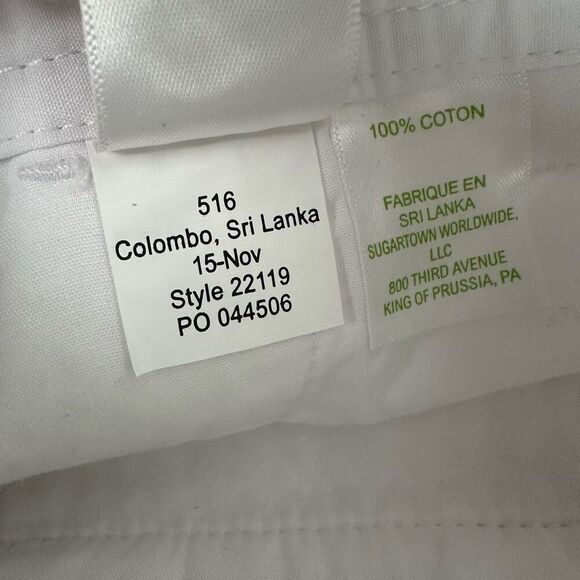 516
Colombo, Sri Lanka
15-Nov
Style 22119
PO 044506
100% COTON
FABRIQUE EN
SRI LANKA
SUGARTOWN WORLDWIDE,
LLC
800 THIRD AVENUE
KING OF PRUSSIA, PA